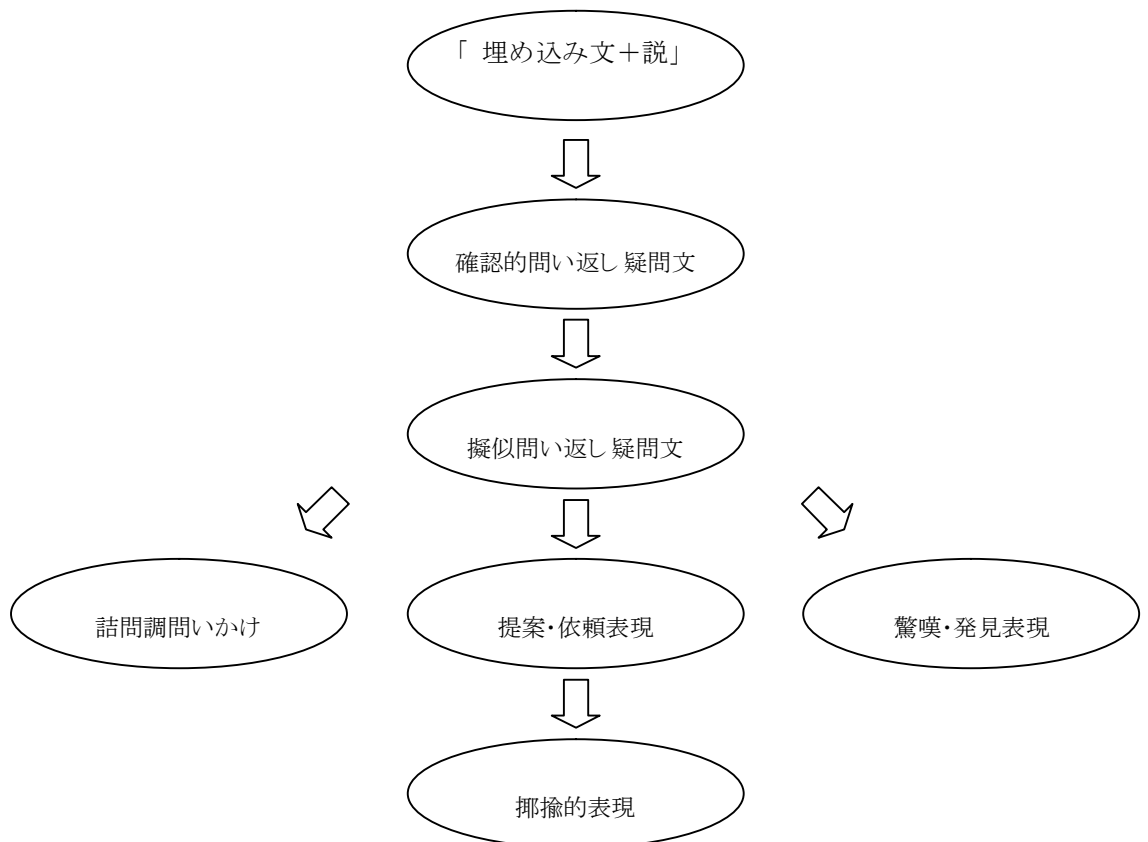 「 埋め込み文＋説」
確認的問い返し 疑問文
擬似問い返し 疑問文
詰問調問いかけ
提案・依頼表現
驚嘆・発見表現
揶揄的表現